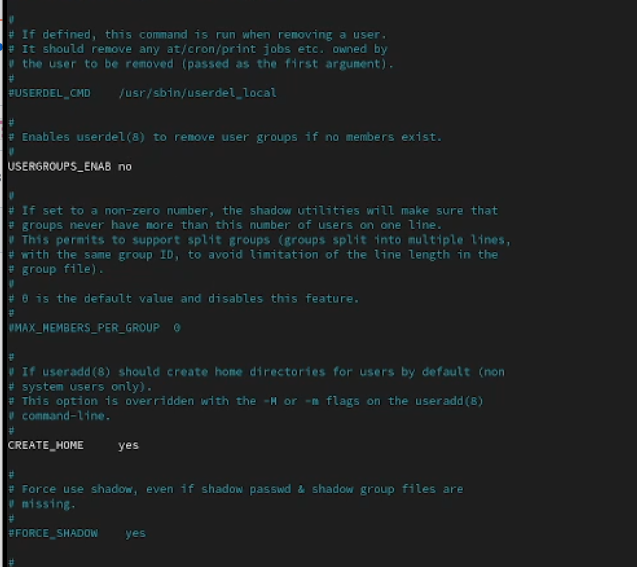 #
# If defined, this command is run when removing a user.
# It should remove any at/cron/print jobs etc. owned by
# the user to be removed (passed as the first argument).
#
#USERDEL_CMD    /usr/sbin/userdel_local
#
# Enables userdel(8) to remove user groups if no members exist.
#
USERGROUPS_ENAB no
#
# If set to a non-zero number, the shadow utilities will make sure that
# groups never have more than this number of users on one line.
# This permits to support split groups (groups split into multiple lines,
# with the same group ID, to avoid limitation of the line length in the
# group file).
#
# 0 is the default value and disables this feature.
#
#MAX_MEMBERS_PER_GROUP  0
#
# If useradd(8) should create home directories for users by default (non
# system users only).
# This option is overridden with the -M or -m flags on the useradd(8)
# command-line.
#
CREATE_HOME     yes
#
# Force use shadow, even if shadow passwd & shadow group files are
# missing.
#
#FORCE_SHADOW    yes
#